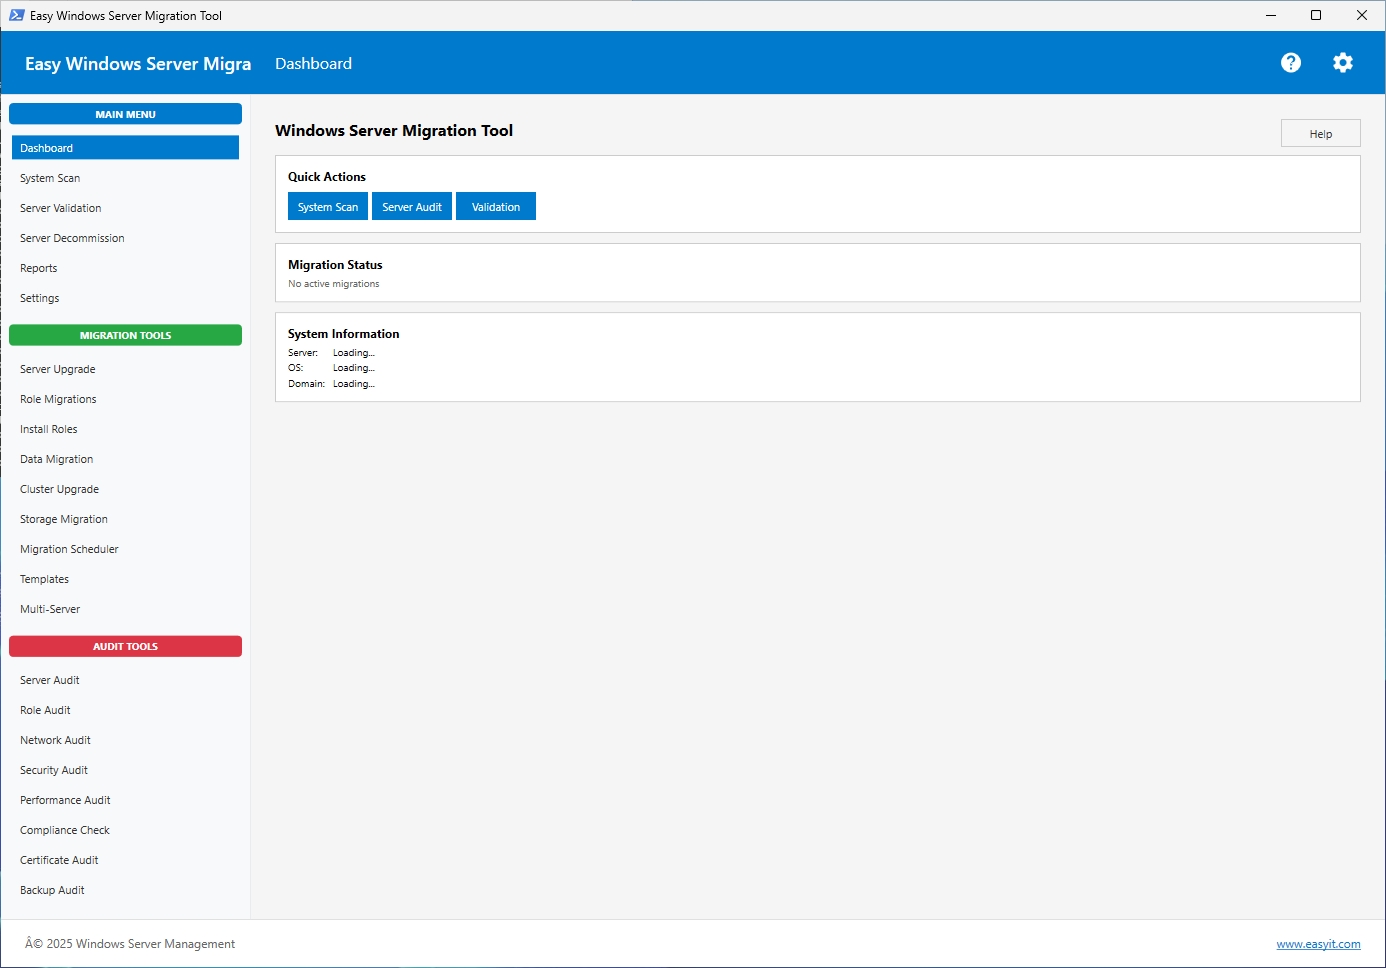 Easy Windows Server Migration Tool
Easy Windows Server Migra
Dashboard
MAIN MENU
Dashboard
System Scan
Server Validation
Server Decommission
Reports
Settings
MIGRATION TOOLS
Server Upgrade
Role Migrations
Install Roles
Data Migration
Cluster Upgrade
Storage Migration
Migration Scheduler
Templates
Multi-Server
AUDIT TOOLS
Server Audit
Role Audit
Network Audit
Security Audit
Performance Audit
Compliance Check
Certificate Audit
Backup Audit
Windows Server Migration Tool
Help
Quick Actions
System Scan Server Audit Validation
Migration Status
No active migrations
System Information
Server: Loading...
OS: Loading...
Domain: Loading...
Â© 2025 Windows Server Management
www.easyit.com